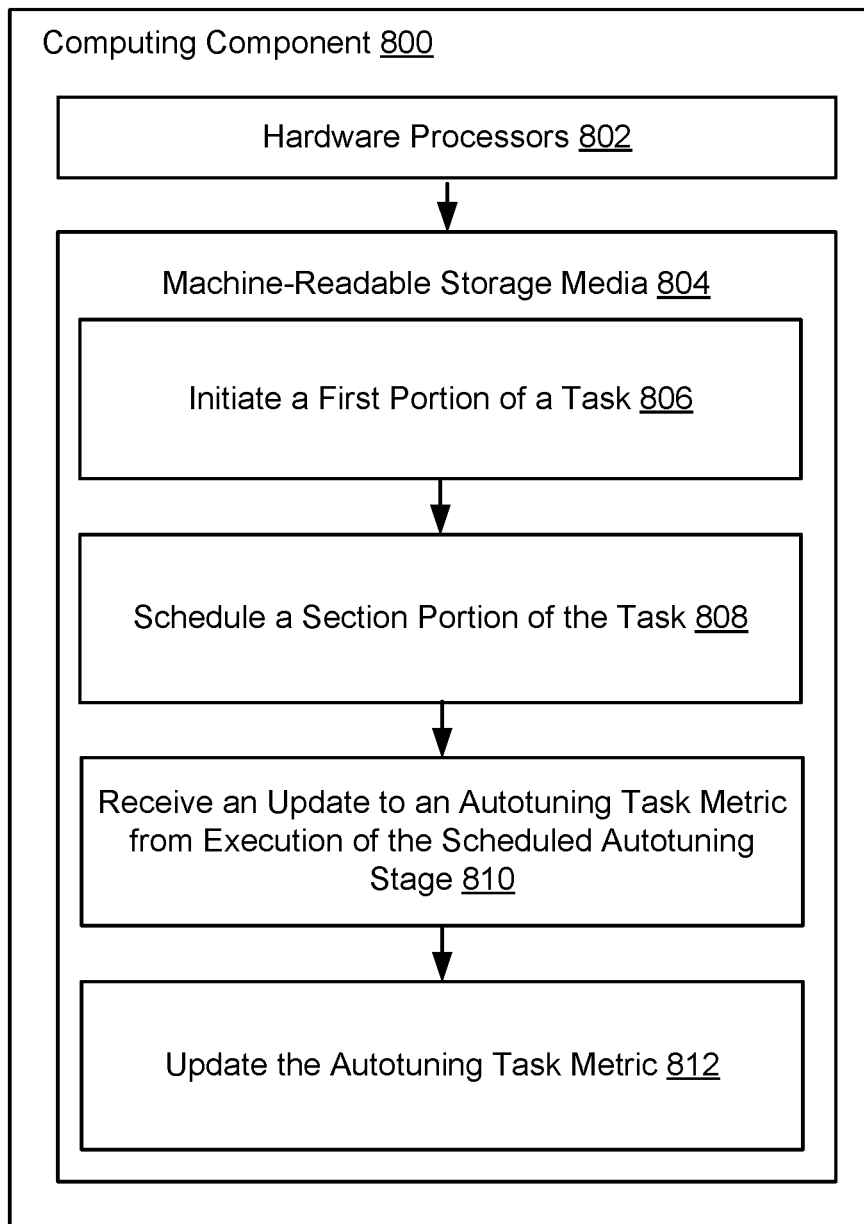 Computing Component 800
Hardware Processors 802
Machine-Readable Storage Media 804
Initiate a First Portion of a Task 806
Schedule a Section Portion of the Task 808
Receive an Update to an Autotuning Task Metric
from Execution of the Scheduled Autotuning
Stage 810
Update the Autotuning Task Metric 812